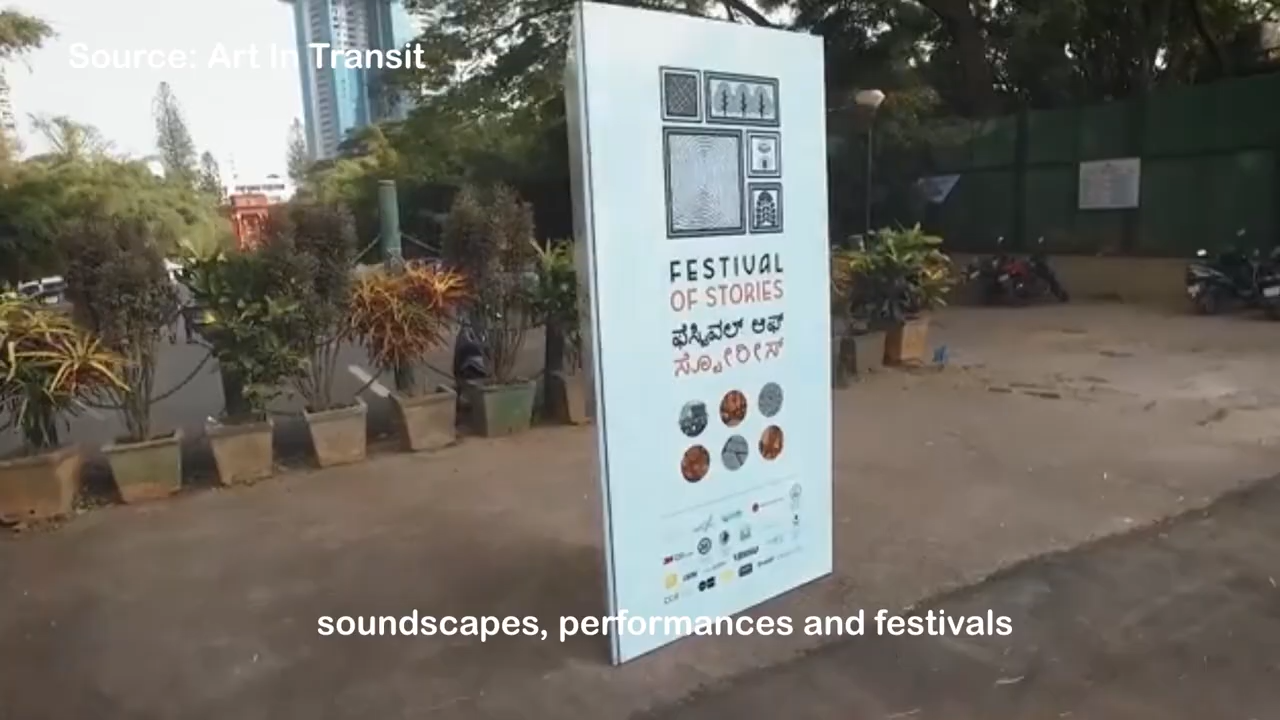 Source: Art In Transit
FESTIVAL
OF STORIES
ಫೆಸ್ಟಿವಲ್ ಆಫ್
ಸ್ಟೋರೀಸ್
soundscapes, performances and festivals